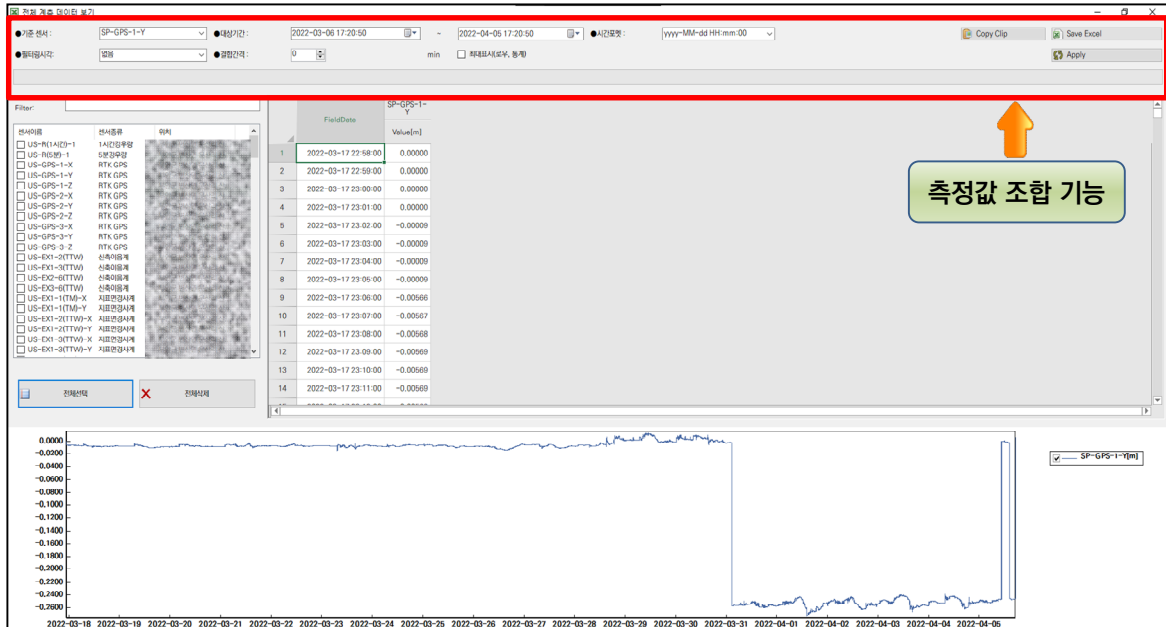 전체 계측 데이터 보기
●기준 센서 : SP-GPS-1-Y ●대상기간 : 2022-03-06 17:20:50 ~ 2022-04-05 17:20:50 ●시간포멧 : yyyy-MM-dd HH:mm:00 Copy Clip Save Excel
●필터링시각: 없음 ●결합간격 : 0 min 최대표시(로우, 통계) Apply
측정값 조합 기능
Filter:
센서이름 센서종류 위치
US-R(1시간)-1 1시간강우량
US-R(5분)-1 5분강우량
US-GPS-1-X RTK GPS
US-GPS-1-Y RTK GPS
US-GPS-1-Z RTK GPS
US-GPS-2-X RTK GPS
US-GPS-2-Y RTK GPS
US-GPS-2-Z RTK GPS
US-GPS-3-X RTK GPS
US-GPS-3-Y RTK GPS
US-GPS-3-Z RTK GPS
US-EX1-2(TTW) 신축이음계
US-EX1-3(TTW) 신축이음계
US-EX2-6(TTW) 신축이음계
US-EX3-6(TTW) 신축이음계
US-EX1-1(TM)-X 지표면경사계
US-EX1-1(TM)-Y 지표면경사계
US-EX1-2(TTW)-X 지표면경사계
US-EX1-2(TTW)-Y 지표면경사계
US-EX1-3(TTW)-X 지표면경사계
US-EX1-3(TTW)-Y 지표면경사계
전체선택 전체삭제
FieldDate SP-GPS-1-
Y
Value[m]
1 2022-03-17 22:58:00 0.00000
2 2022-03-17 22:59:00 0.00000
3 2022-03-17 23:00:00 0.00000
4 2022-03-17 23:01:00 0.00000
5 2022-03-17 23:02:00 -0.00009
6 2022-03-17 23:03:00 -0.00009
7 2022-03-17 23:04:00 -0.00009
8 2022-03-17 23:05:00 -0.00009
9 2022-03-17 23:06:00 -0.00566
10 2022-03-17 23:07:00 -0.00567
11 2022-03-17 23:08:00 -0.00568
12 2022-03-17 23:09:00 -0.00569
13 2022-03-17 23:10:00 -0.00569
14 2022-03-17 23:11:00 -0.00569
0.0000
-0.0200
-0.0400
-0.0600
-0.0800
-0.1000
-0.1200
-0.1400
-0.1600
-0.1800
-0.2000
-0.2200
-0.2400
-0.2600
SP-GPS-1-Y[m]
2022-03-18 2022-03-19 2022-03-20 2022-03-21 2022-03-22 2022-03-23 2022-03-24 2022-03-25 2022-03-26 2022-03-27 2022-03-28 2022-03-29 2022-03-30 2022-03-31 2022-04-01 2022-04-02 2022-04-03 2022-04-04 2022-04-05